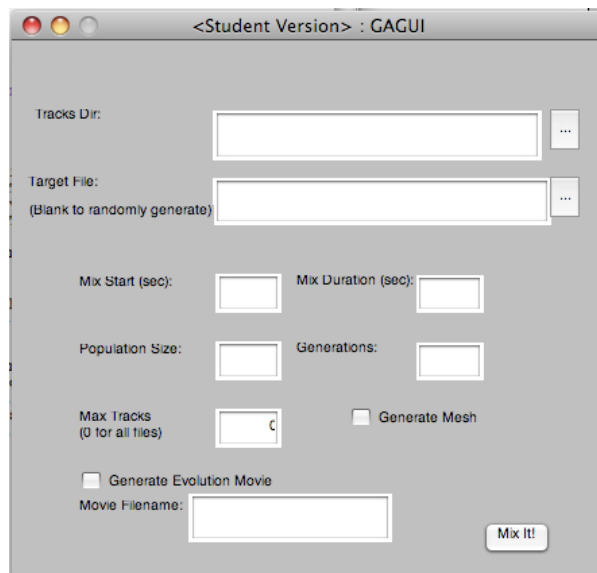 <Student Version> : GAGUI
Tracks Dir:
...
Target File:
(Blank to randomly generate)
...
Mix Start (sec):
Mix Duration (sec):
Population Size:
Generations:
Max Tracks
(0 for all files)
Generate Mesh
Generate Evolution Movie
Movie Filename:
Mix It!